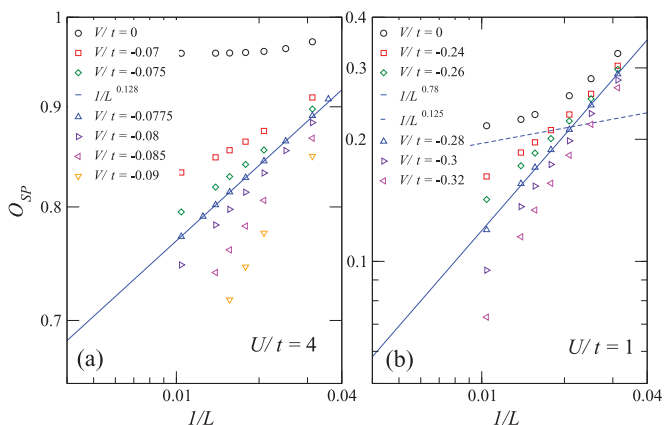 V/t = 0
V/t = -0.07
V/t = -0.075
1/L^0.128
V/t = -0.0775
V/t = -0.08
V/t = -0.085
V/t = -0.09
0.9
0.8
0.7
O_SP
(a)
U/t = 4
0.01
0.04
1/L
V/t = 0
V/t = -0.24
V/t = -0.26
1/L^0.78
1/L^0.125
V/t = -0.28
V/t = -0.3
V/t = -0.32
0.4
0.3
0.2
0.1
(b)
U/t = 1
0.01
0.04
1/L